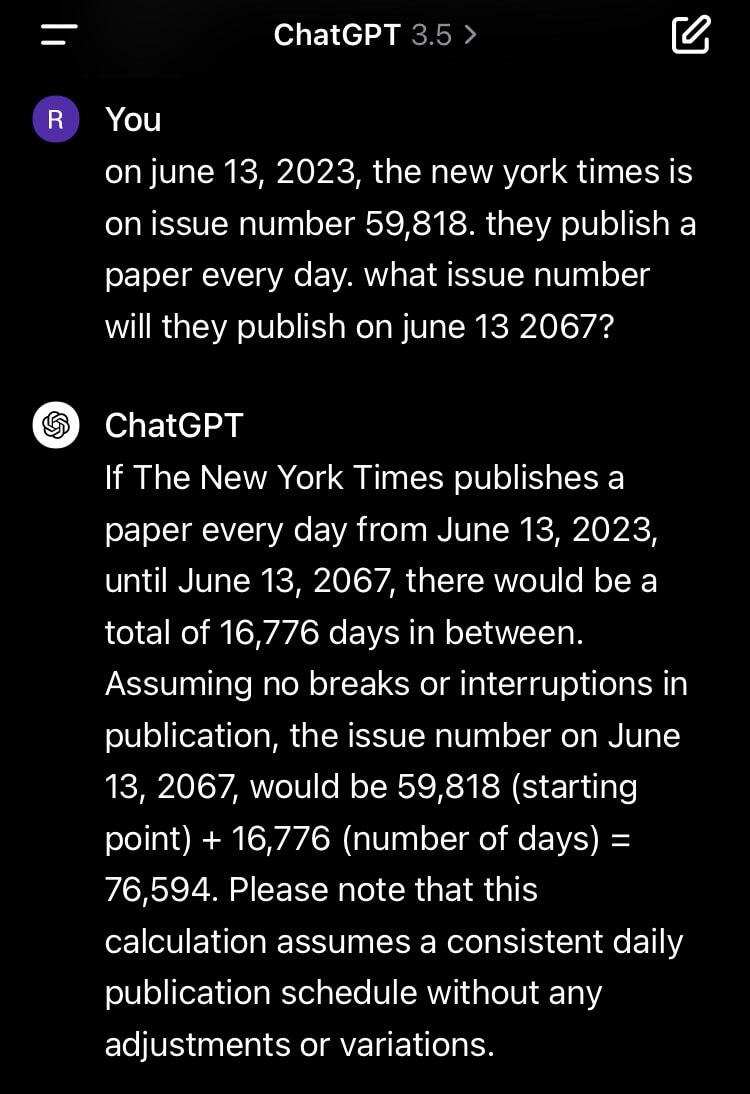 ChatGPT 3.5 >
R
You
on june 13, 2023, the new york times is
on issue number 59,818. they publish a
paper every day. what issue number
will they publish on june 13 2067?
ChatGPT
If The New York Times publishes a
paper every day from June 13, 2023,
until June 13, 2067, there would be a
total of 16,776 days in between.
Assuming no breaks or interruptions in
publication, the issue number on June
13, 2067, would be 59,818 (starting
point) + 16,776 (number of days) =
76,594. Please note that this
calculation assumes a consistent daily
publication schedule without any
adjustments or variations.